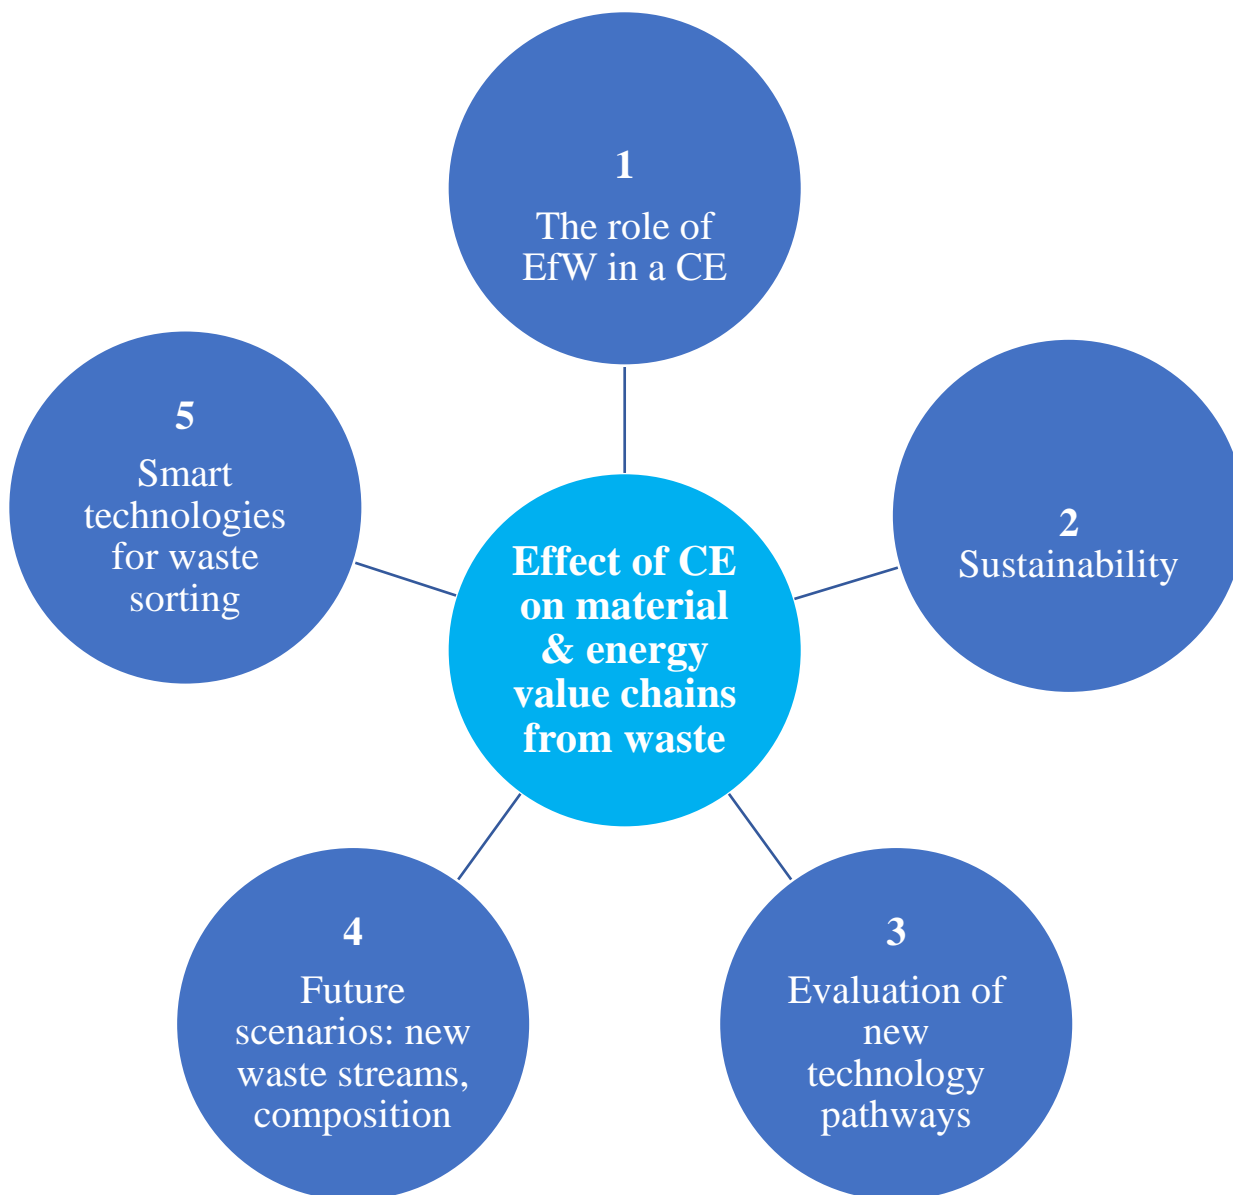 1
The role of
EfW in a CE
2
Sustainability
3
Evaluation of
new
technology
pathways
4
Future
scenarios: new
waste streams,
composition
5
Smart
technologies
for waste
sorting
Effect of CE
on material
& energy
value chains
from waste